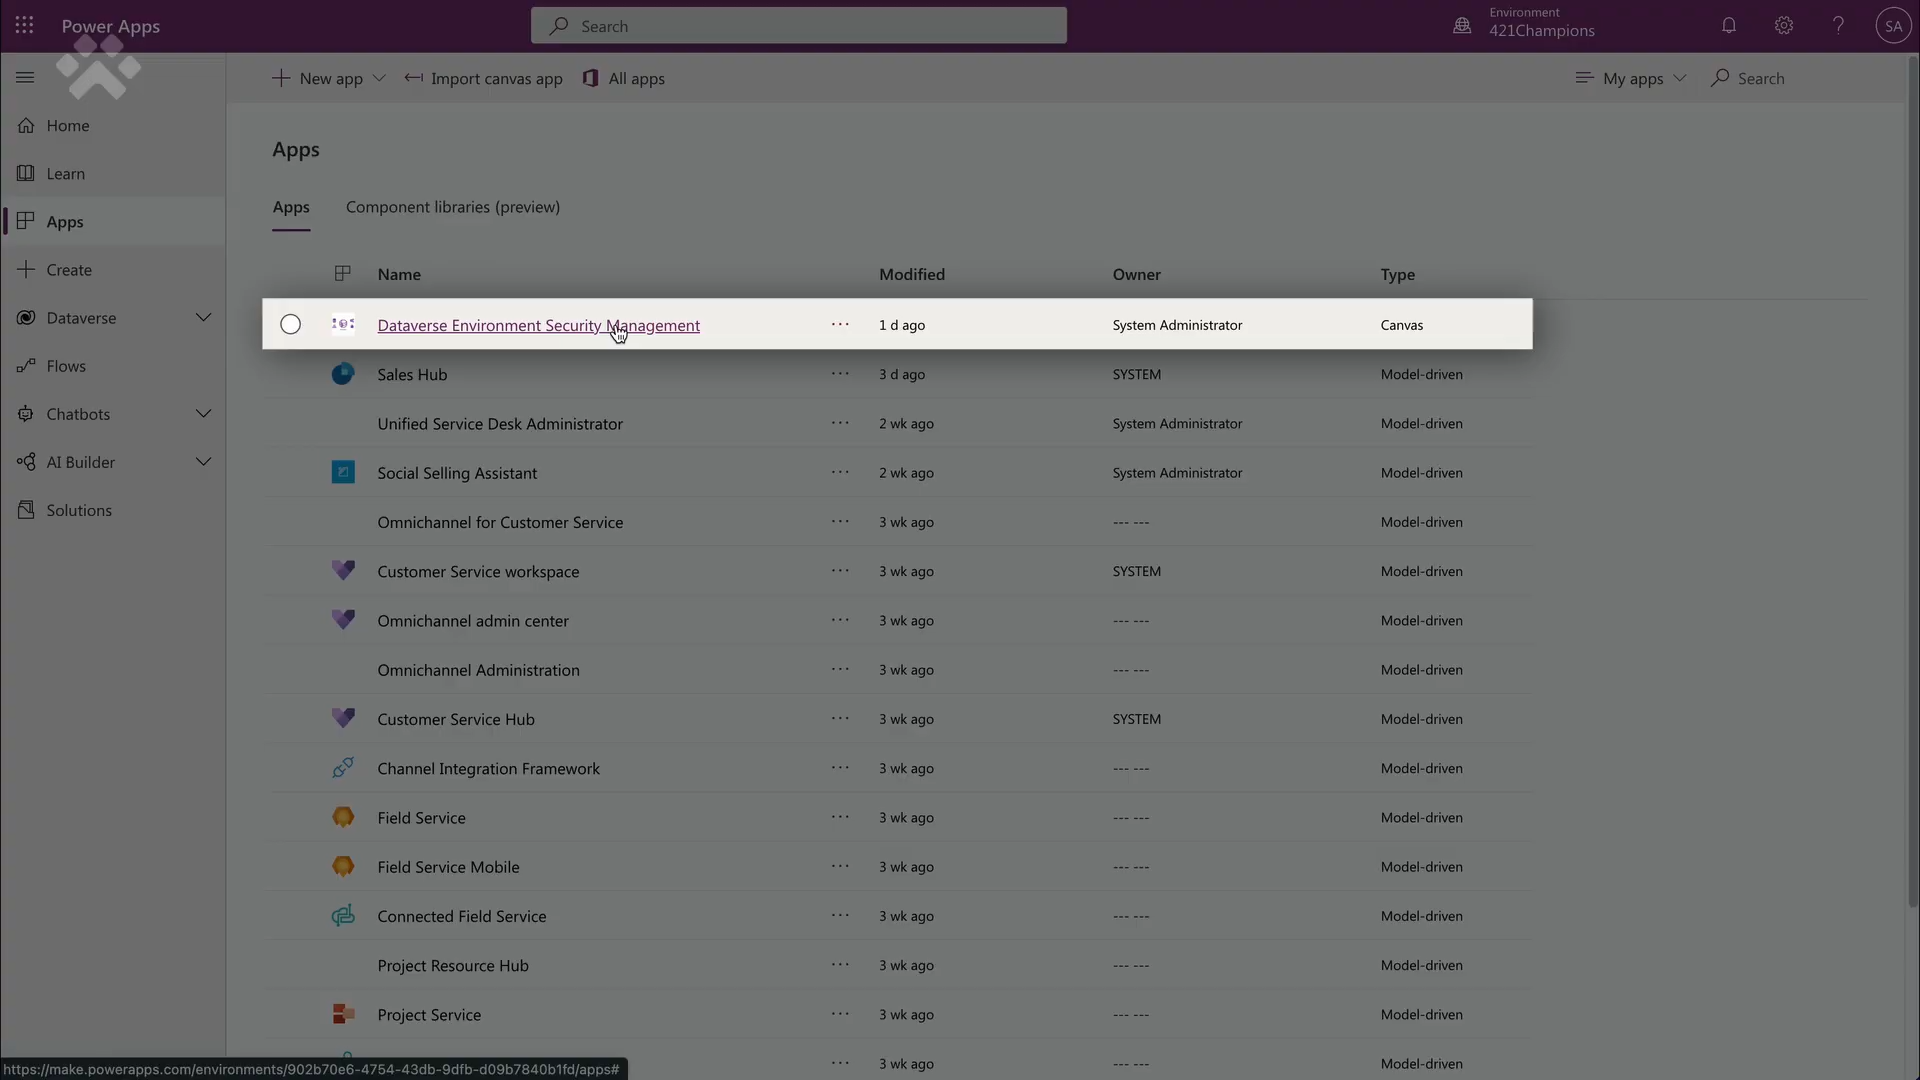 Power Apps
Search
Environment
421Champions
?
SA
New app
Import canvas app
All apps
My apps
Search
Home
Learn
Apps
Create
Dataverse
Flows
Chatbots
AI Builder
Solutions
Apps
Apps
Component libraries (preview)
Name Modified Owner Type
Dataverse Environment Security Management ... 1 d ago System Administrator Canvas
Sales Hub ... 3 d ago SYSTEM Model-driven
Unified Service Desk Administrator ... 2 wk ago System Administrator Model-driven
Social Selling Assistant ... 2 wk ago System Administrator Model-driven
Omnichannel for Customer Service ... 3 wk ago --- --- Model-driven
Customer Service workspace ... 3 wk ago SYSTEM Model-driven
Omnichannel admin center ... 3 wk ago --- --- Model-driven
Omnichannel Administration ... 3 wk ago --- --- Model-driven
Customer Service Hub ... 3 wk ago SYSTEM Model-driven
Channel Integration Framework ... 3 wk ago --- --- Model-driven
Field Service ... 3 wk ago --- --- Model-driven
Field Service Mobile ... 3 wk ago --- --- Model-driven
Connected Field Service ... 3 wk ago --- --- Model-driven
Project Resource Hub ... 3 wk ago --- --- Model-driven
Project Service ... 3 wk ago --- --- Model-driven
... 3 wk ago --- --- Model-driven
https://make.powerapps.com/environments/902b70e6-4754-43db-9dfb-d09b7840b1fd/apps#